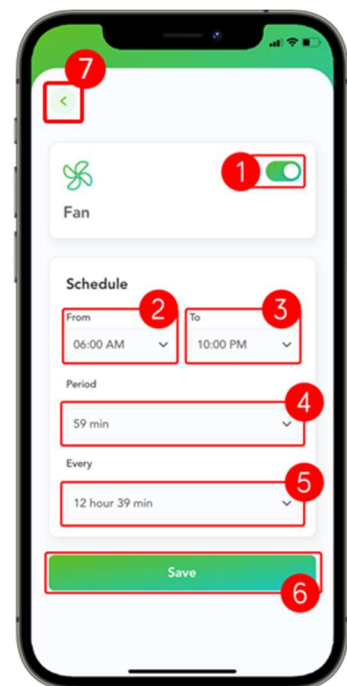 7
1
Fan
Schedule
From 2 To 3
06:00 AM 10:00 PM
Period
4
59 min
Every
5
12 hour 39 min
Save
6